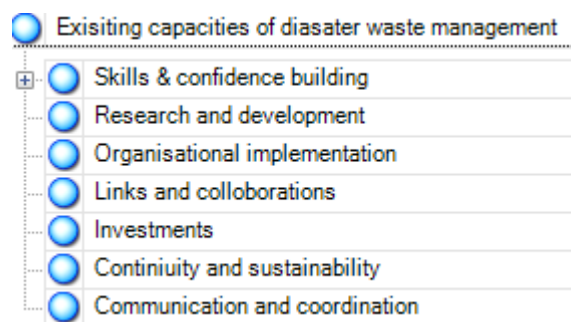 Exisiting capacities of diasater waste management
Skills & confidence building
Research and development
Organisational implementation
Links and colloborations
Investments
Continiuity and sustainability
Communication and coordination